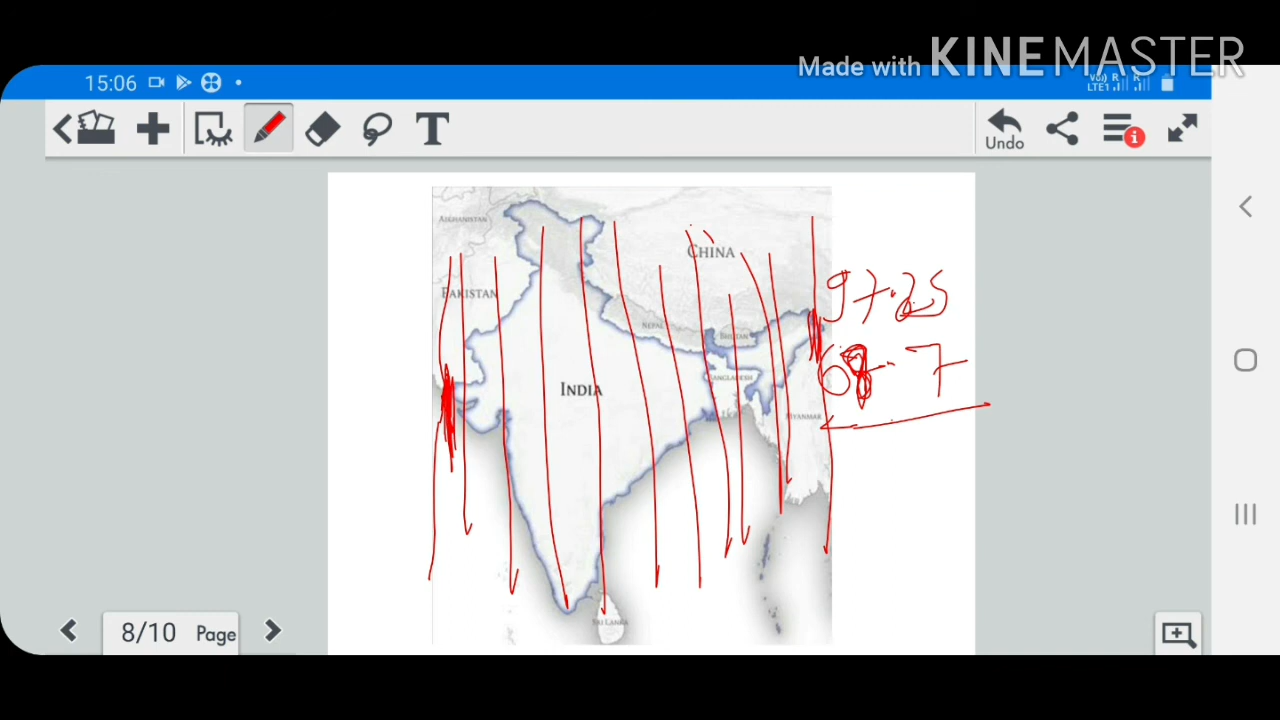 Made with KINEMASTER
15:06
LTE1
T
Undo
AFGHANISTAN
CHINA
PAKISTAN
97.25
NEPAL
BHUTAN
68.7
BANGLADESH
INDIA
MYANMAR
SRI LANKA
8/10 Page